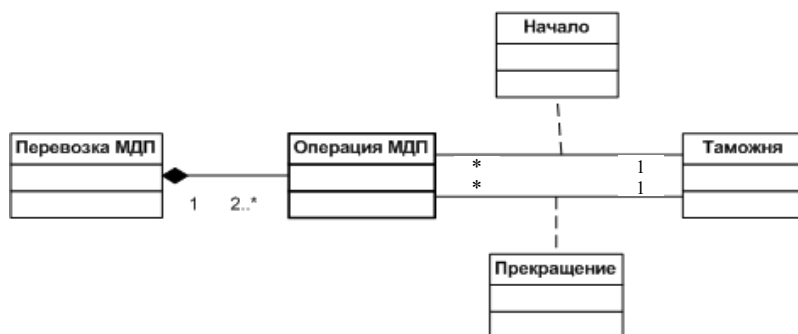 Начало
Перевозка МДП
Операция МДП
Таможня
* 1
* 1
1 2..*
Прекращение